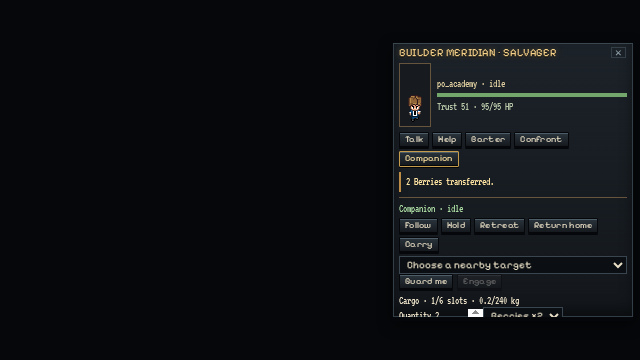 BUILDER MERIDIAN · SALVAGER ×
po_academy · idle
Trust 51 · 95/95 HP
Talk Help Barter Confront
Companion
2 Berries transferred.
Companion · idle
Follow Hold Retreat Return home
Carry
Choose a nearby target
Guard me Engage
Cargo · 1/6 slots · 0.2/240 kg
Quantity 2 Berries ×2